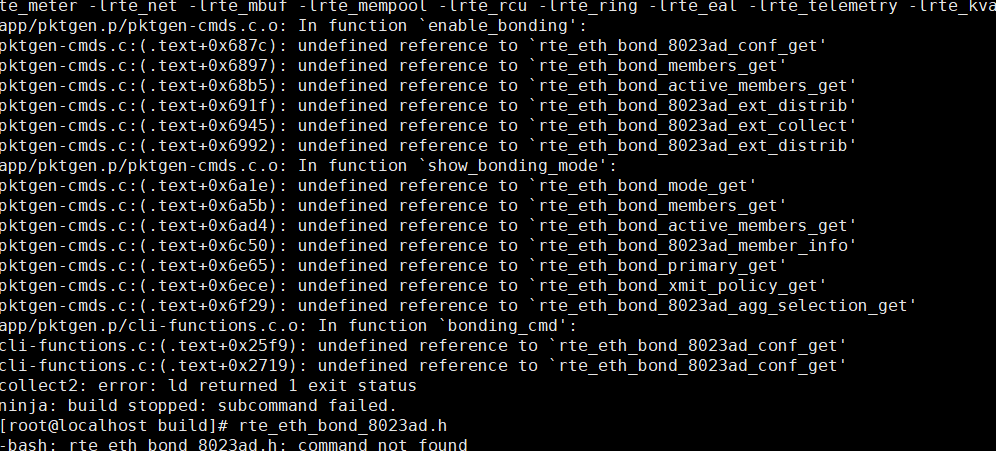 te_meter -lrte_net -lrte_mbuf -lrte_mempool -lrte_rcu -lrte_ring -lrte_eal -lrte_telemetry -lrte_kva
app/pktgen.p/pktgen-cmds.c.o: In function `enable_bonding':
pktgen-cmds.c:(.text+0x687c): undefined reference to `rte_eth_bond_8023ad_conf_get'
pktgen-cmds.c:(.text+0x6897): undefined reference to `rte_eth_bond_members_get'
pktgen-cmds.c:(.text+0x68b5): undefined reference to `rte_eth_bond_active_members_get'
pktgen-cmds.c:(.text+0x691f): undefined reference to `rte_eth_bond_8023ad_ext_distrib'
pktgen-cmds.c:(.text+0x6945): undefined reference to `rte_eth_bond_8023ad_ext_collect'
pktgen-cmds.c:(.text+0x6992): undefined reference to `rte_eth_bond_8023ad_ext_distrib'
app/pktgen.p/pktgen-cmds.c.o: In function `show_bonding_mode':
pktgen-cmds.c:(.text+0x6a1e): undefined reference to `rte_eth_bond_mode_get'
pktgen-cmds.c:(.text+0x6a5b): undefined reference to `rte_eth_bond_members_get'
pktgen-cmds.c:(.text+0x6ad4): undefined reference to `rte_eth_bond_active_members_get'
pktgen-cmds.c:(.text+0x6c50): undefined reference to `rte_eth_bond_8023ad_member_info'
pktgen-cmds.c:(.text+0x6e65): undefined reference to `rte_eth_bond_primary_get'
pktgen-cmds.c:(.text+0x6ece): undefined reference to `rte_eth_bond_xmit_policy_get'
pktgen-cmds.c:(.text+0x6f29): undefined reference to `rte_eth_bond_8023ad_agg_selection_get'
app/pktgen.p/cli-functions.c.o: In function `bonding_cmd':
cli-functions.c:(.text+0x25f9): undefined reference to `rte_eth_bond_8023ad_conf_get'
cli-functions.c:(.text+0x2719): undefined reference to `rte_eth_bond_8023ad_conf_get'
collect2: error: ld returned 1 exit status
ninja: build stopped: subcommand failed.
[root@localhost build]# rte_eth_bond_8023ad.h
-bash: rte_eth_bond_8023ad.h: command not found